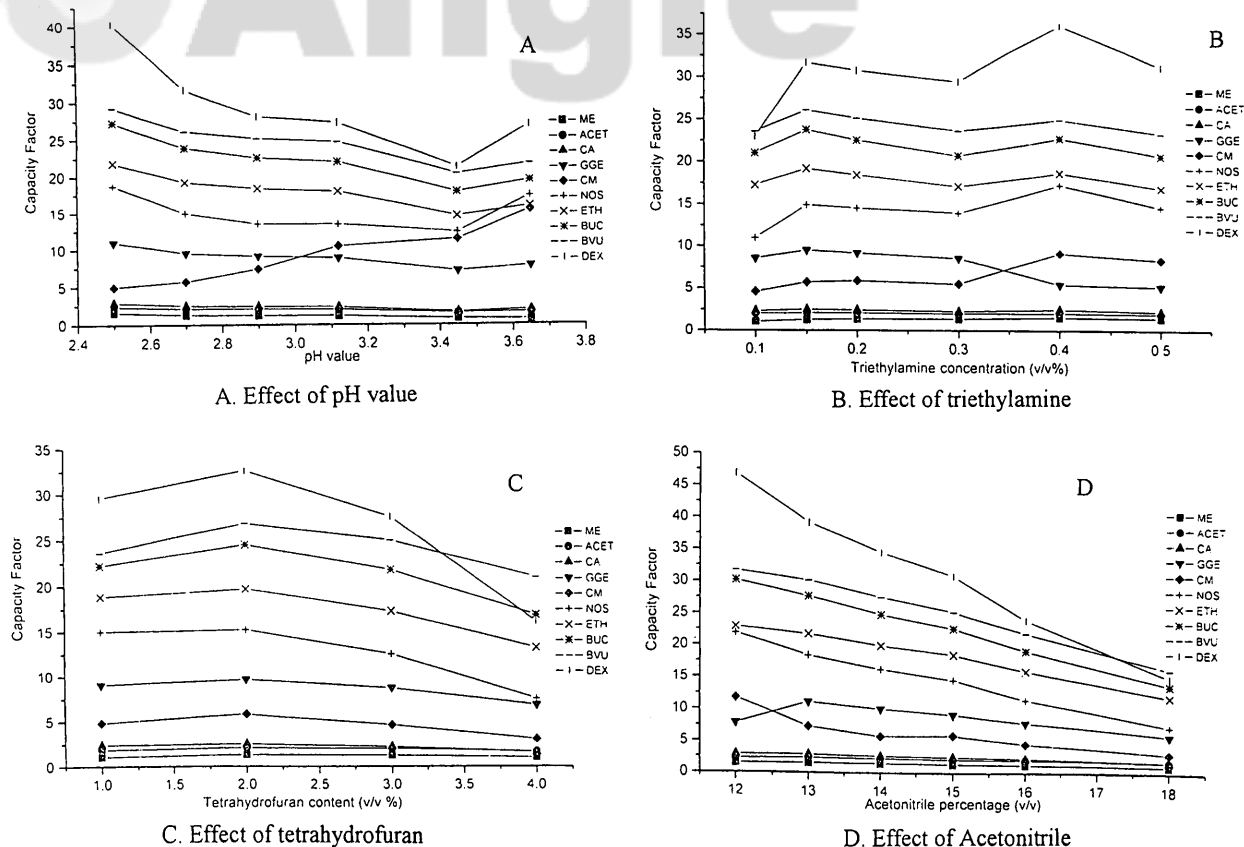 Angle
A
Capacity Factor
40
35
30
25
20
15
10
5
0
2.4 2.6 2.8 3.0 3.2 3.4 3.6 3.8
pH value
ME
ACET
CA
GGE
CM
NOS
ETH
BUC
BVU
DEX
A. Effect of pH value
B
Capacity Factor
35
30
25
20
15
10
5
0
0.1 0.2 0.3 0.4 0.5
Triethylamine concentration (v/v%)
ME
ACET
CA
GGE
CM
NOS
ETH
BUC
BVU
DEX
B. Effect of triethylamine
C
Capacity Factor
35
30
25
20
15
10
5
0
1.0 1.5 2.0 2.5 3.0 3.5 4.0
Tetrahydrofuran content (v/v %)
ME
ACET
CA
GGE
CM
NOS
ETH
BUC
BVU
DEX
C. Effect of tetrahydrofuran
D
Capacity Factor
50
45
40
35
30
25
20
15
10
5
0
12 13 14 15 16 17 18
Acetonitrile percentage (v/v)
ME
ACET
CA
GGE
CM
NOS
ETH
BUC
BVU
DEX
D. Effect of Acetonitrile